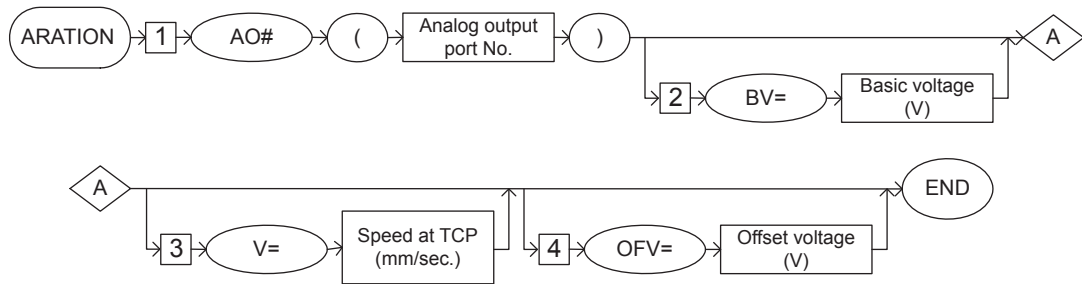 ARATION 1 AO# ( Analog output port No. ) A
2 BV= Basic voltage (V)
A END
3 V= Speed at TCP (mm/sec.) 4 OFV= Offset voltage (V)